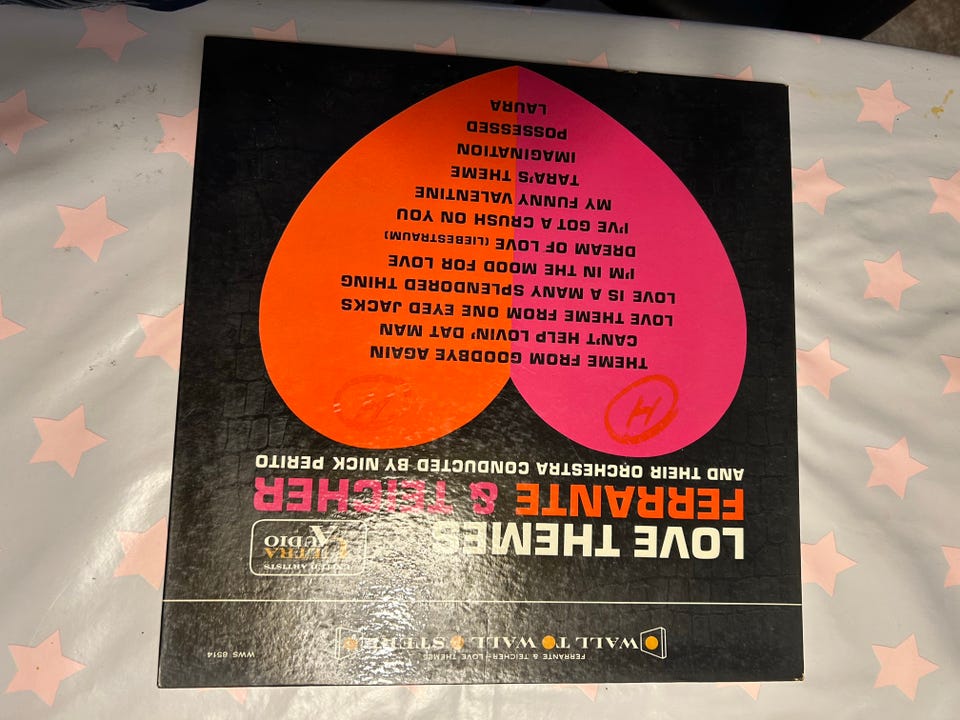 FERRANTE & TEICHER—LOVE THEMES
WALL TO WALL STEREO
WWS 8514
LOVE THEMES
UNITED ARTISTS
ULTRA
AUDIO
FERRANTE & TEICHER
AND THEIR ORCHESTRA CONDUCTED BY NICK PERITO
H
H
THEME FROM GOODBYE AGAIN
CAN'T HELP LOVIN' DAT MAN
LOVE THEME FROM ONE EYED JACKS
LOVE IS A MANY SPLENDORED THING
I'M IN THE MOOD FOR LOVE
DREAM OF LOVE (LIEBESTRAUM)
I'VE GOT A CRUSH ON YOU
MY FUNNY VALENTINE
TARA'S THEME
IMAGINATION
POSSESSED
LAURA